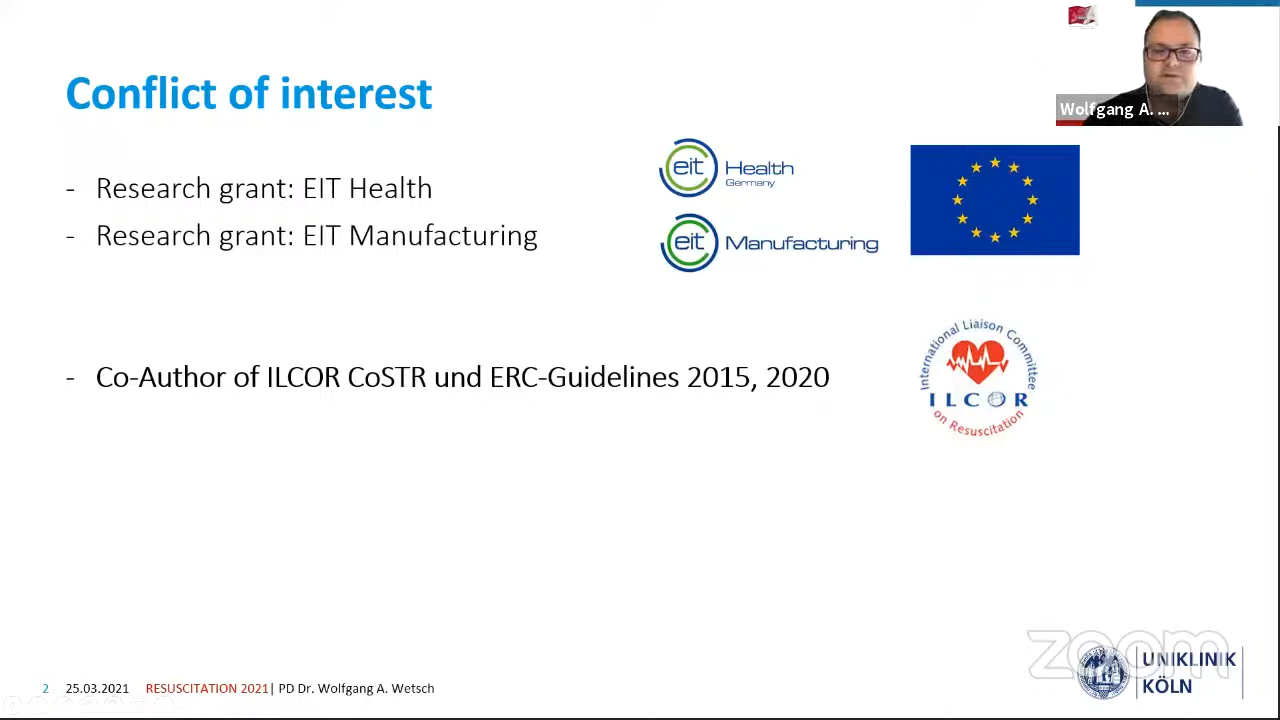 Conflict of interest
Wolfgang A. ...
- Research grant: EIT Health
- Research grant: EIT Manufacturing
eit Health
Germany
eit Manufacturing
- Co-Author of ILCOR CoSTR und ERC-Guidelines 2015, 2020
International Liaison Committee
ILCOR
on Resuscitation
zoom
UNIKLINIK
KÖLN
2 25.03.2021 RESUSCITATION 2021| PD Dr. Wolfgang A. Wetsch